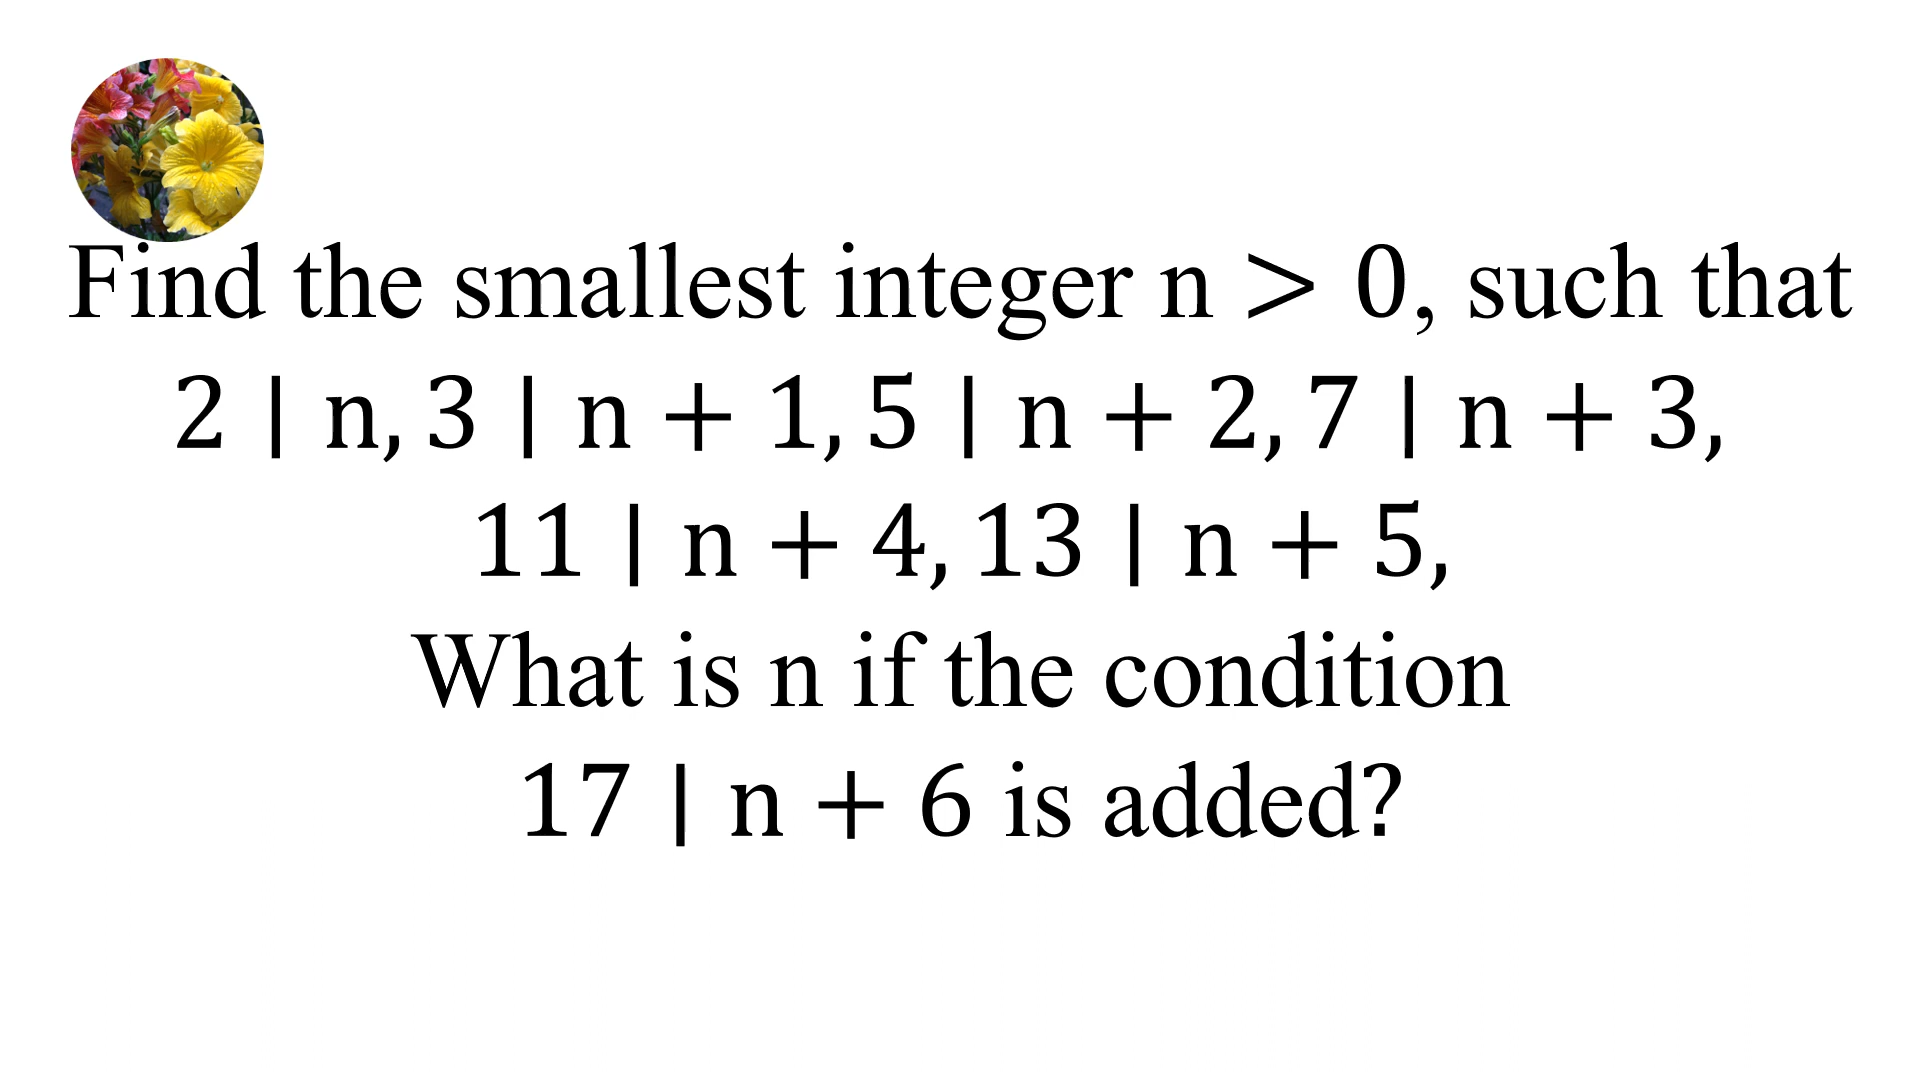 Find the smallest integer n > 0, such that
2 ∣ n, 3 ∣ n + 1, 5 ∣ n + 2, 7 ∣ n + 3,
11 ∣ n + 4, 13 ∣ n + 5,
What is n if the condition
17 ∣ n + 6 is added?